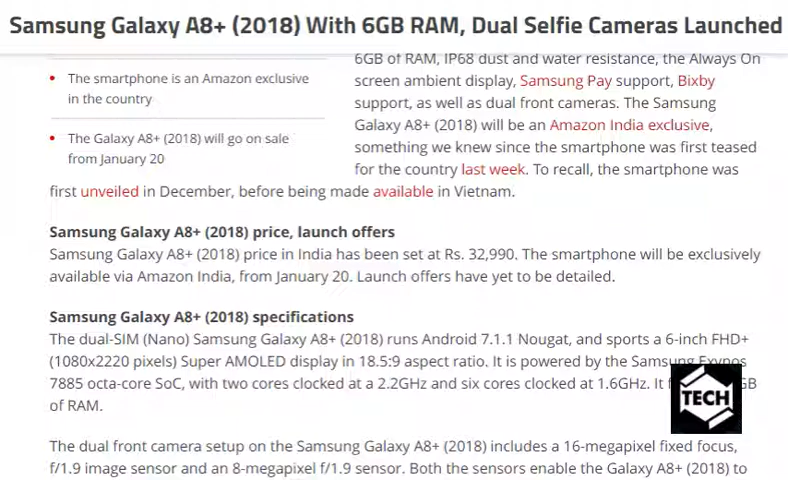 Samsung Galaxy A8+ (2018) With 6GB RAM, Dual Selfie Cameras Launched
The smartphone is an Amazon exclusive
in the country
The Galaxy A8+ (2018) will go on sale
from January 20
6GB of RAM, IP68 dust and water resistance, the Always On
screen ambient display, Samsung Pay support, Bixby
support, as well as dual front cameras. The Samsung
Galaxy A8+ (2018) will be an Amazon India exclusive,
something we knew since the smartphone was first teased
for the country last week. To recall, the smartphone was
first unveiled in December, before being made available in Vietnam.
Samsung Galaxy A8+ (2018) price, launch offers
Samsung Galaxy A8+ (2018) price in India has been set at Rs. 32,990. The smartphone will be exclusively
available via Amazon India, from January 20. Launch offers have yet to be detailed.
Samsung Galaxy A8+ (2018) specifications
The dual-SIM (Nano) Samsung Galaxy A8+ (2018) runs Android 7.1.1 Nougat, and sports a 6-inch FHD+
(1080x2220 pixels) Super AMOLED display in 18.5:9 aspect ratio. It is powered by the Samsung Exynos
7885 octa-core SoC, with two cores clocked at a 2.2GHz and six cores clocked at 1.6GHz. It
of RAM.
TECH
The dual front camera setup on the Samsung Galaxy A8+ (2018) includes a 16-megapixel fixed focus,
f/1.9 image sensor and an 8-megapixel f/1.9 sensor. Both the sensors enable the Galaxy A8+ (2018) to